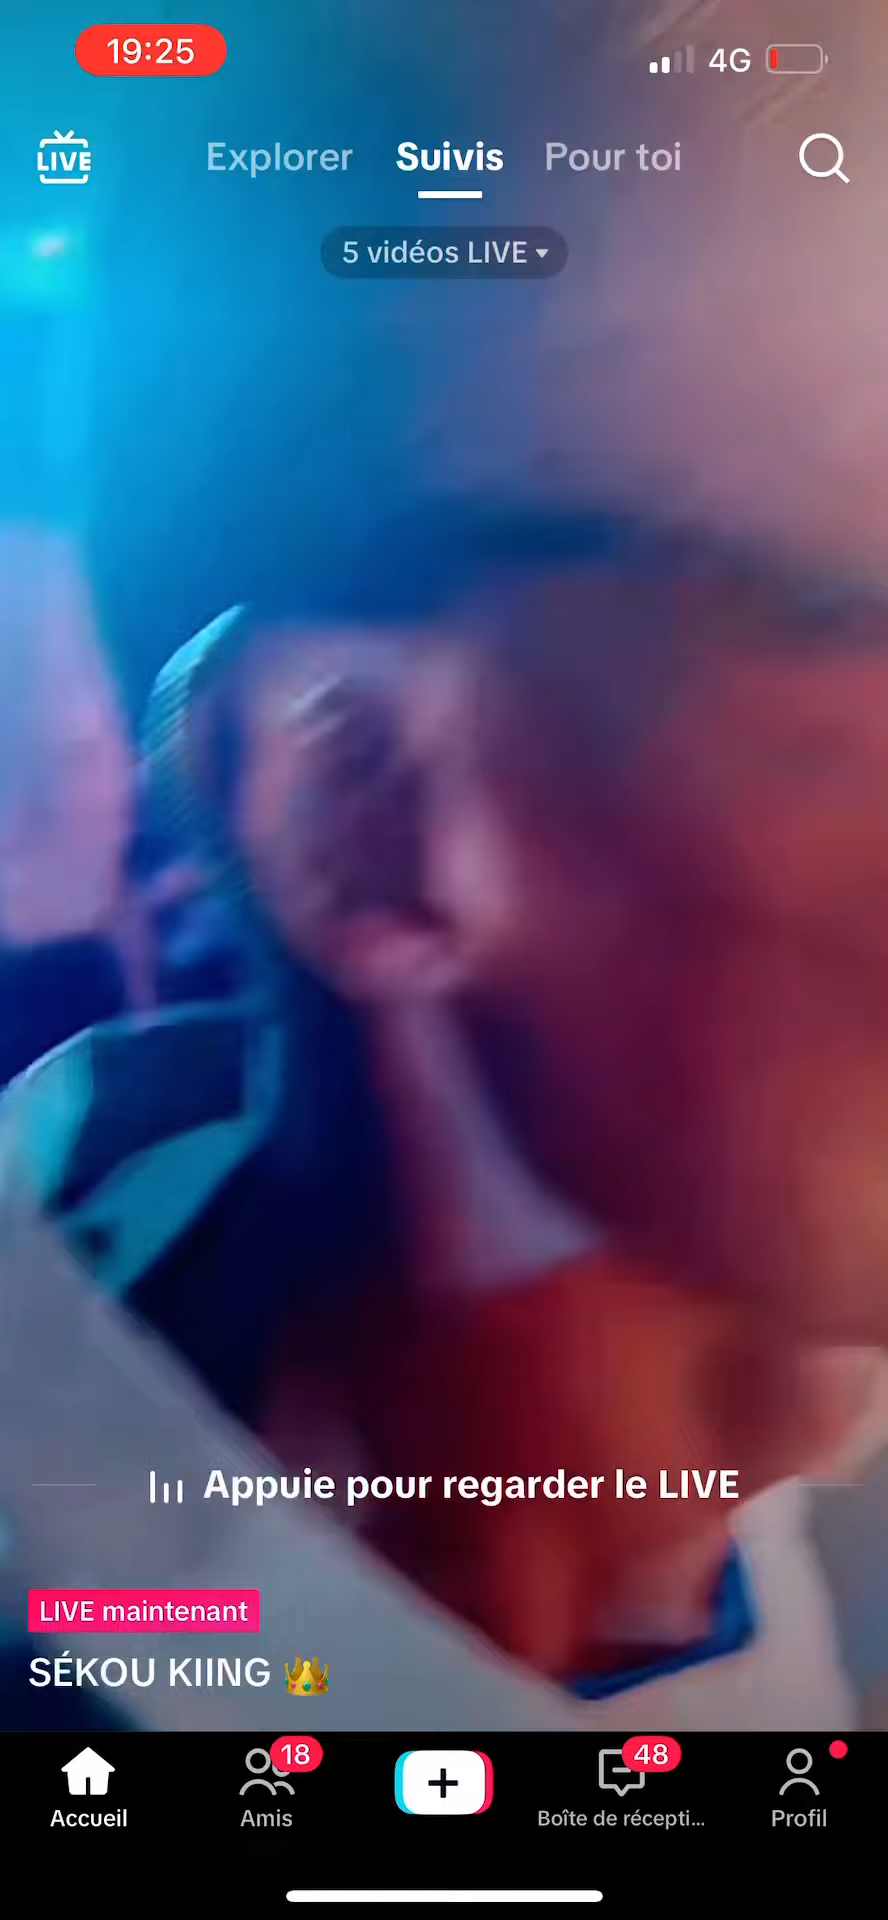 19:25
4G
LIVE
Explorer
Suivis
Pour toi
5 vidéos LIVE
Appuie pour regarder le LIVE
LIVE maintenant
SÉKOU KIING 👑
18
48
Accueil
Amis
Boîte de récepti...
Profil